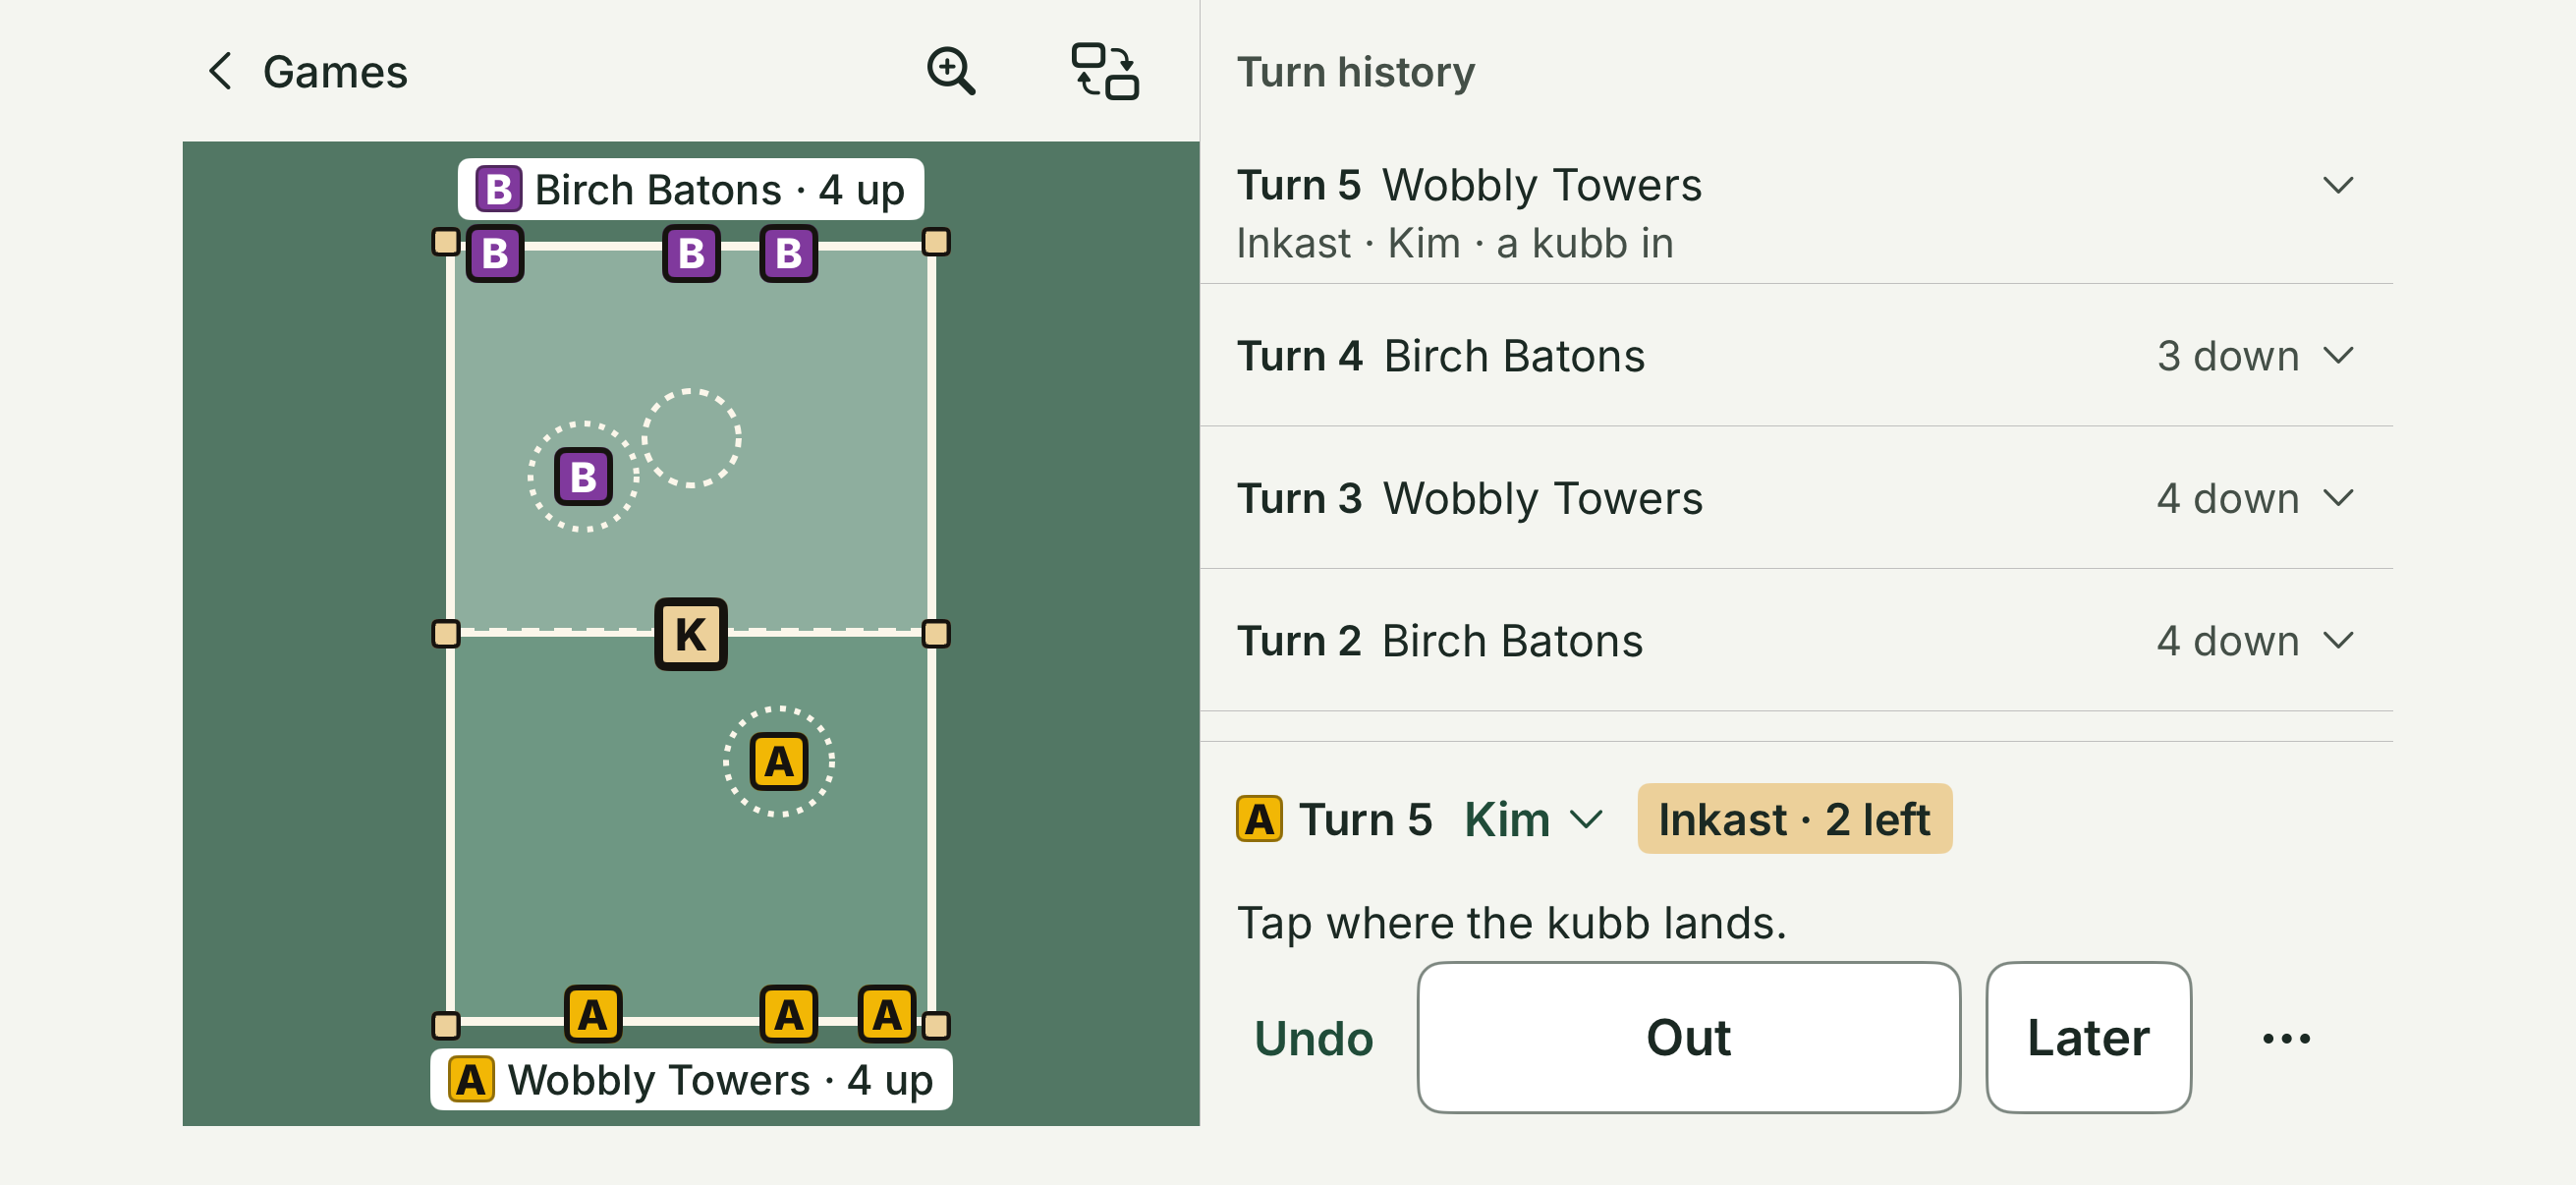 Games
B Birch Batons · 4 up
B B B
B
K
A
A A A
A Wobbly Towers · 4 up
Turn history
Turn 5 Wobbly Towers
Inkast · Kim · a kubb in
Turn 4 Birch Batons 3 down
Turn 3 Wobbly Towers 4 down
Turn 2 Birch Batons 4 down
A Turn 5 Kim Inkast · 2 left
Tap where the kubb lands.
Undo Out Later